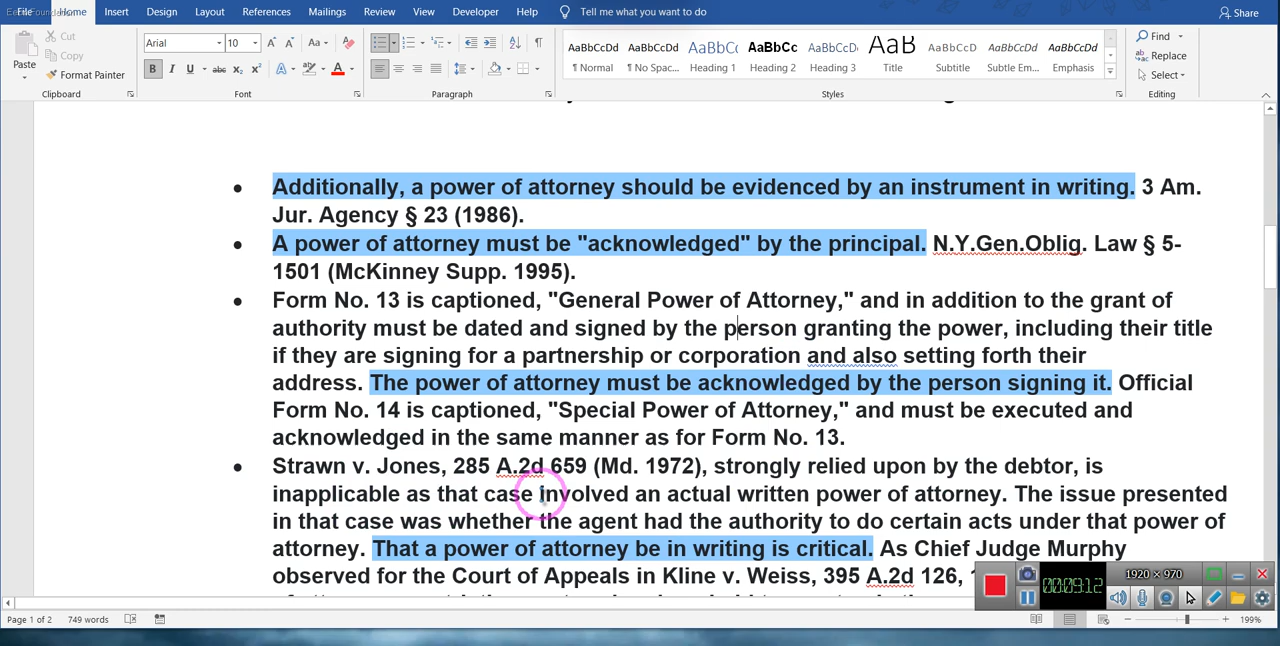 File Home Insert Design Layout References Mailings Review View Developer Help Tell me what you want to do Share
Cut
Copy
Format Painter
Paste
Arial 10 Aa
B I U abc X₂ X² A A
AaBbCcDd AaBbCcDd AaBbCc AaBbCc AaBbCcDc AaB AaBbCcD AaBbCcDd AaBbCcDd
¶ Normal ¶ No Spac... Heading 1 Heading 2 Heading 3 Title Subtitle Subtle Em... Emphasis
Find
Replace
Select
Clipboard Font Paragraph Styles Editing
• Additionally, a power of attorney should be evidenced by an instrument in writing. 3 Am.
Jur. Agency § 23 (1986).
• A power of attorney must be "acknowledged" by the principal. N.Y.Gen.Oblig. Law § 5-
1501 (McKinney Supp. 1995).
• Form No. 13 is captioned, "General Power of Attorney," and in addition to the grant of
authority must be dated and signed by the person granting the power, including their title
if they are signing for a partnership or corporation and also setting forth their
address. The power of attorney must be acknowledged by the person signing it. Official
Form No. 14 is captioned, "Special Power of Attorney," and must be executed and
acknowledged in the same manner as for Form No. 13.
• Strawn v. Jones, 285 A.2d 659 (Md. 1972), strongly relied upon by the debtor, is
inapplicable as that case involved an actual written power of attorney. The issue presented
in that case was whether the agent had the authority to do certain acts under that power of
attorney. That a power of attorney be in writing is critical. As Chief Judge Murphy
observed for the Court of Appeals in Kline v. Weiss, 395 A.2d 126,
1920 × 970
00:09:12
Page 1 of 2 749 words 199%